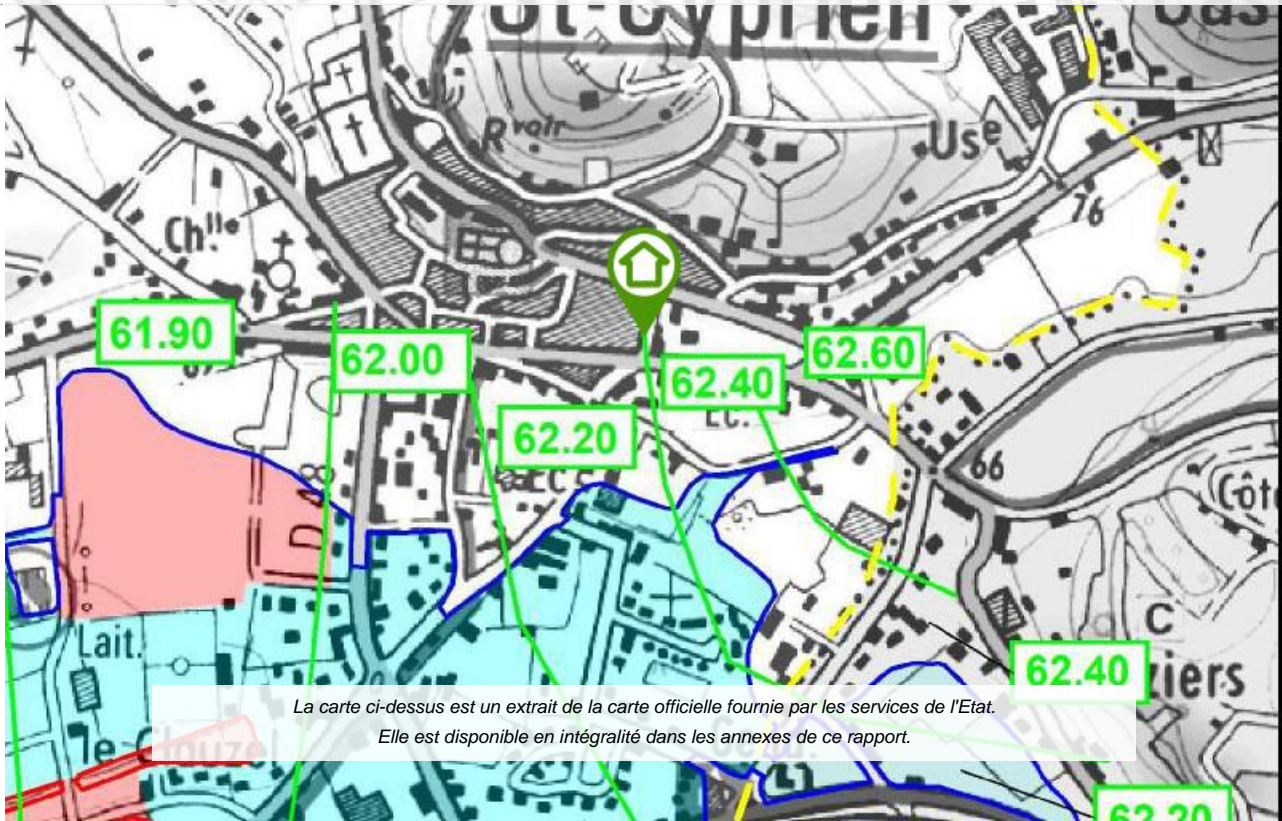 St-Cyprien
Rvoir
Use
76
Ch.lle
61.90
62.00
62.60
62.40
62.20
EC.
66
D 48
(Côt
C
Lait.
62.40
ziers
La carte ci-dessus est un extrait de la carte officielle fournie par les services de l'Etat.
Elle est disponible en intégralité dans les annexes de ce rapport.
le Clouzel
62.20